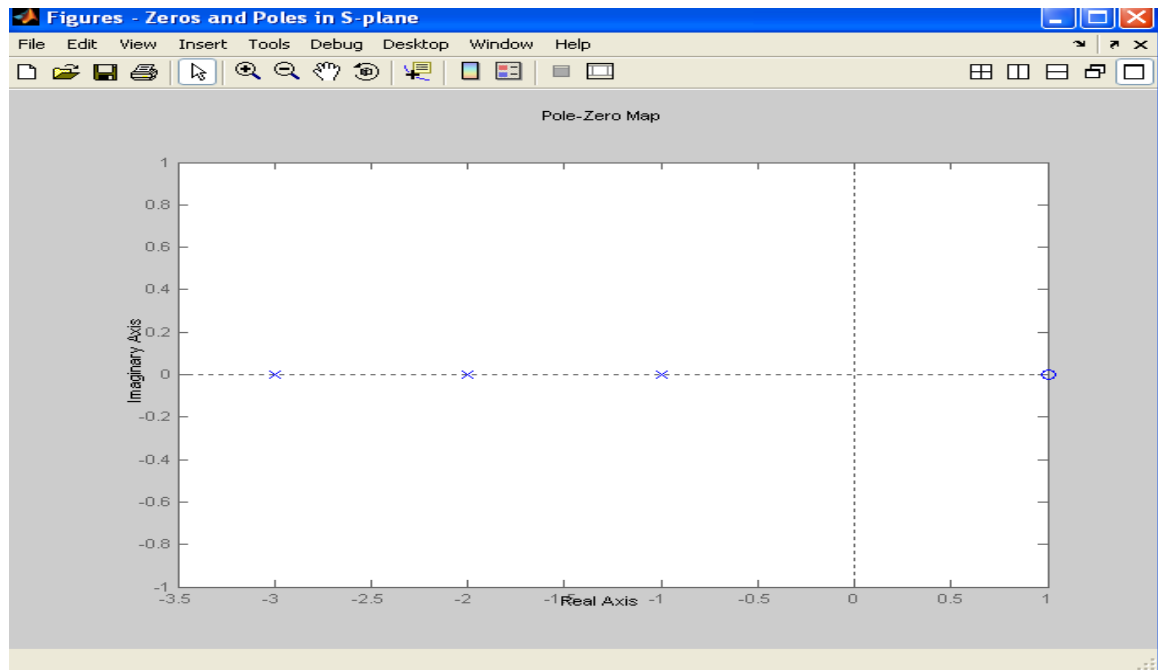 Figures - Zeros and Poles in S-plane
File Edit View Insert Tools Debug Desktop Window Help
Pole-Zero Map
1
0.8
0.6
0.4
0.2
0
-0.2
-0.4
-0.6
-0.8
-1
Imaginary Axis
-3.5 -3 -2.5 -2 -1.5 -1 -0.5 0 0.5 1
Real Axis